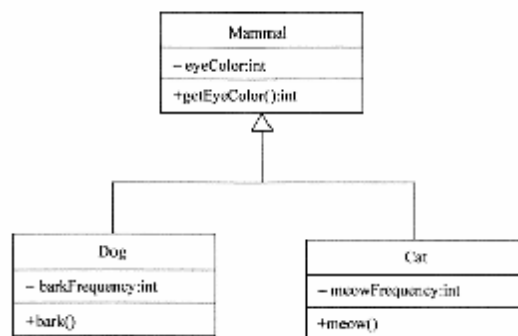 Mammal
– eyeColor:int
+getEyeColor():int
Dog
– barkFrequency:int
+bark()
Cat
– meowFrequency:int
+meow()